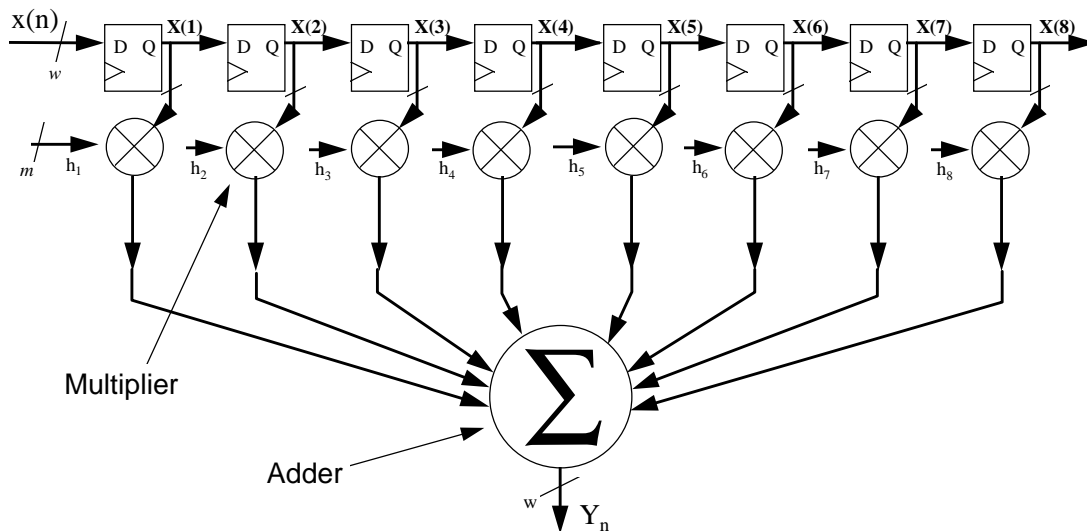 x(n) X(1) X(2) X(3) X(4) X(5) X(6) X(7) X(8)
D Q D Q D Q D Q D Q D Q D Q D Q
w
m h₁ h₂ h₃ h₄ h₅ h₆ h₇ h₈
Multiplier
Σ
Adder
w
Yₙ